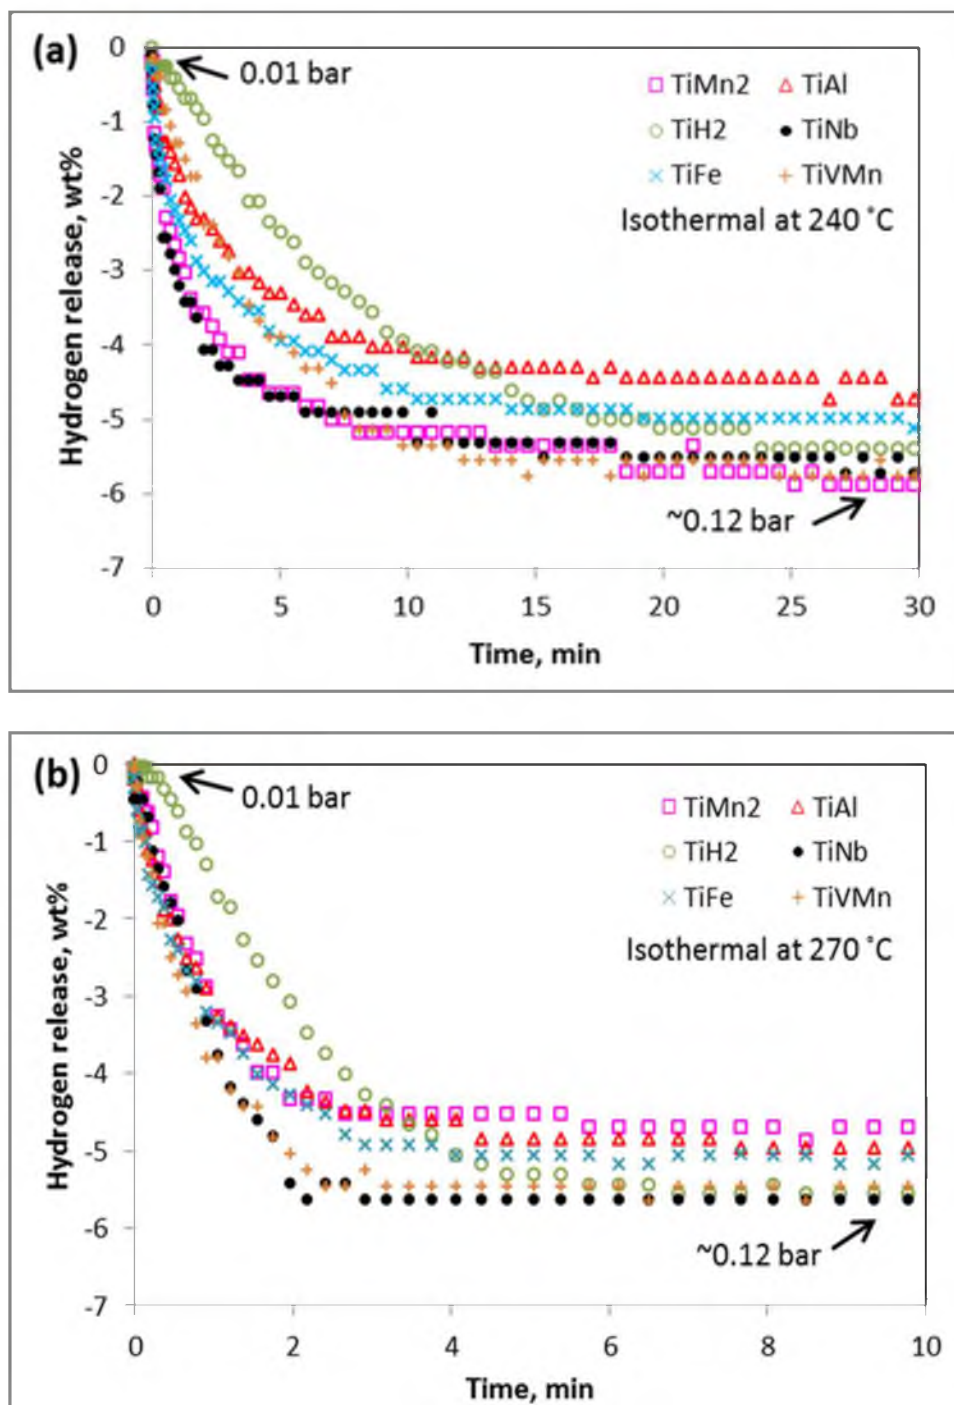 (a)
0
-1
-2
-3
-4
-5
-6
-7
Hydrogen release, wt%
0.01 bar
TiMn2 TiAl
TiH2 TiNb
TiFe TiVMn
Isothermal at 240 ˚C
~0.12 bar
0 5 10 15 20 25 30
Time, min
(b)
0
-1
-2
-3
-4
-5
-6
-7
Hydrogen release, wt%
0.01 bar
TiMn2 TiAl
TiH2 TiNb
TiFe TiVMn
Isothermal at 270 ˚C
~0.12 bar
0 2 4 6 8 10
Time, min